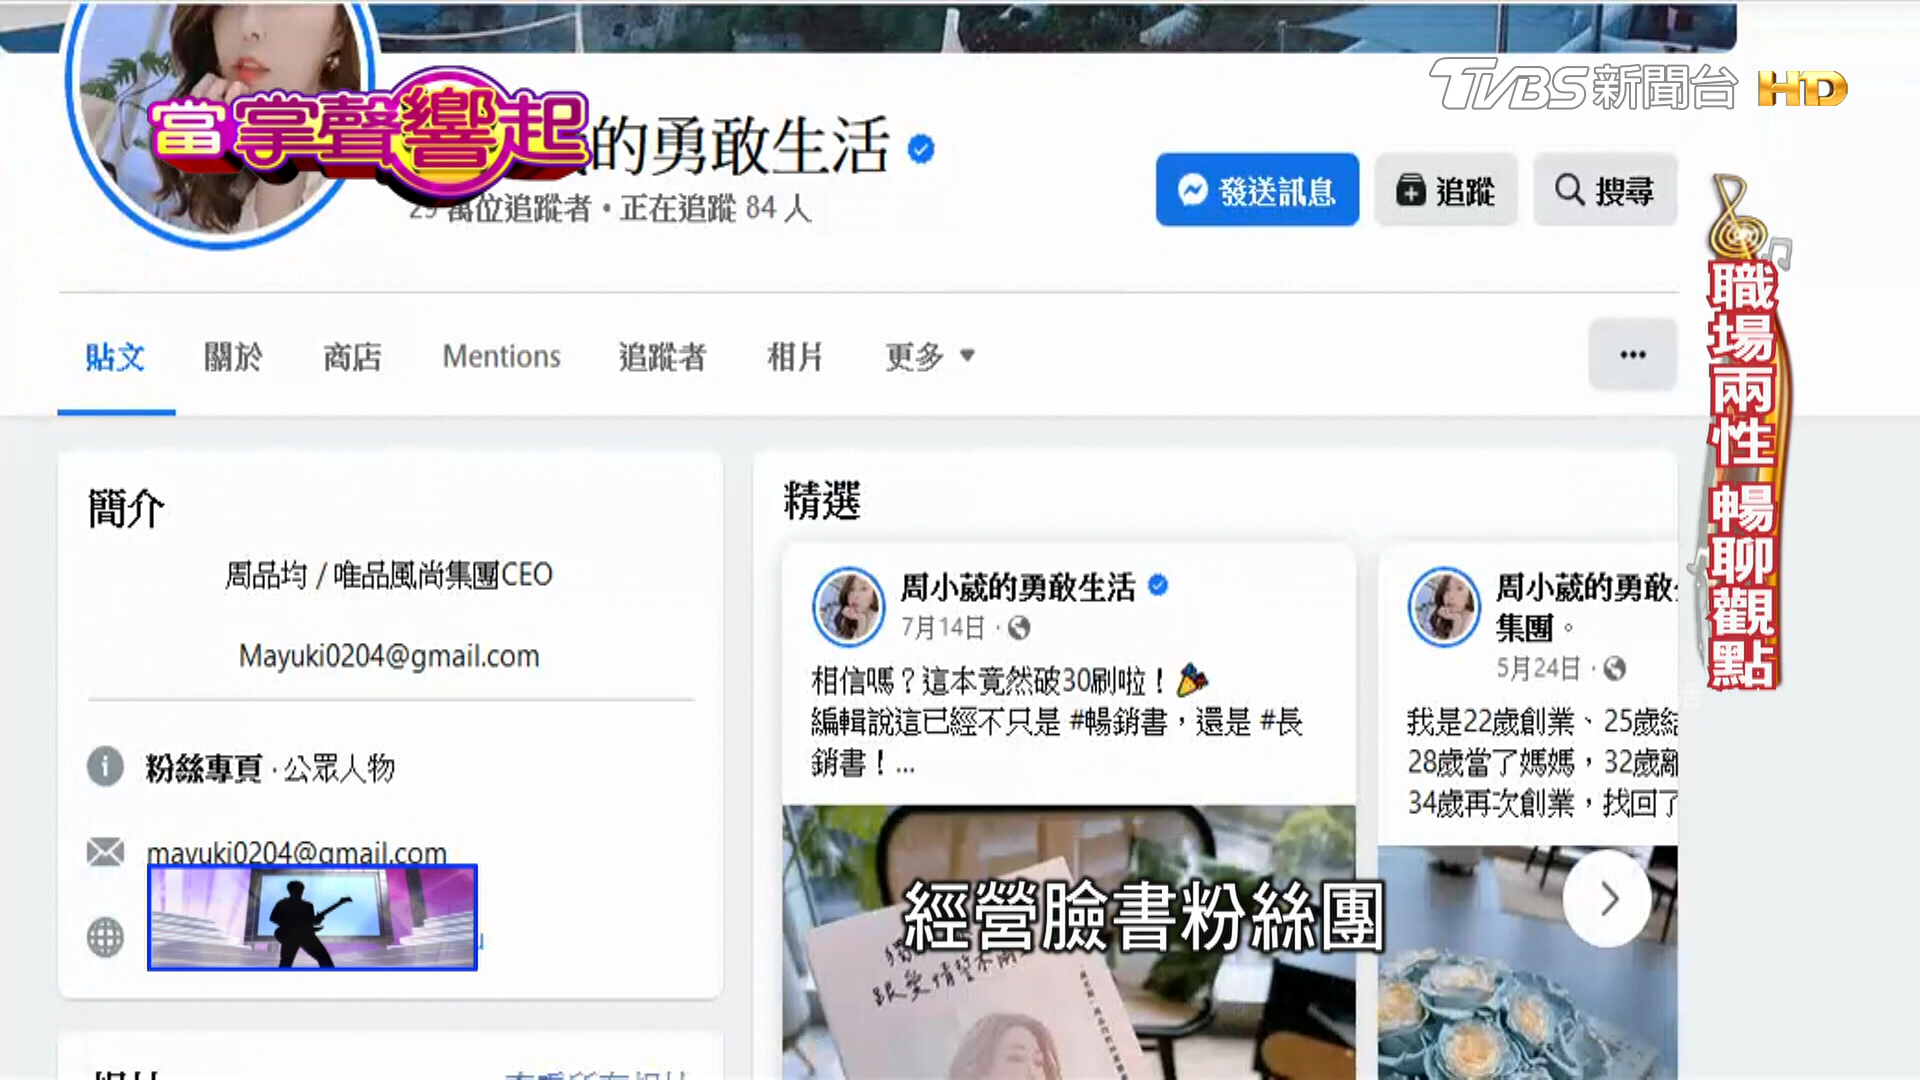 當掌聲響起
TVBS新聞台 HD
的勇敢生活
29 萬位追蹤者 • 正在追蹤 84 人
發送訊息
追蹤
搜尋
職場兩性 暢聊觀點
貼文 關於 商店 Mentions 追蹤者 相片 更多
簡介
周品均 / 唯品風尚集團CEO
Mayuki0204@gmail.com
粉絲專頁 · 公眾人物
mayuki0204@gmail.com
精選
周小葳的勇敢生活
7月14日 ·
相信嗎？這本竟然破30刷啦！
編輯說這已經不只是 #暢銷書，還是 #長
銷書！...
周小葳的勇敢
集團。
5月24日 ·
我是22歲創業、25歲結
28歲當了媽媽，32歲離
34歲再次創業，找回了
跟愛情
經營臉書粉絲團